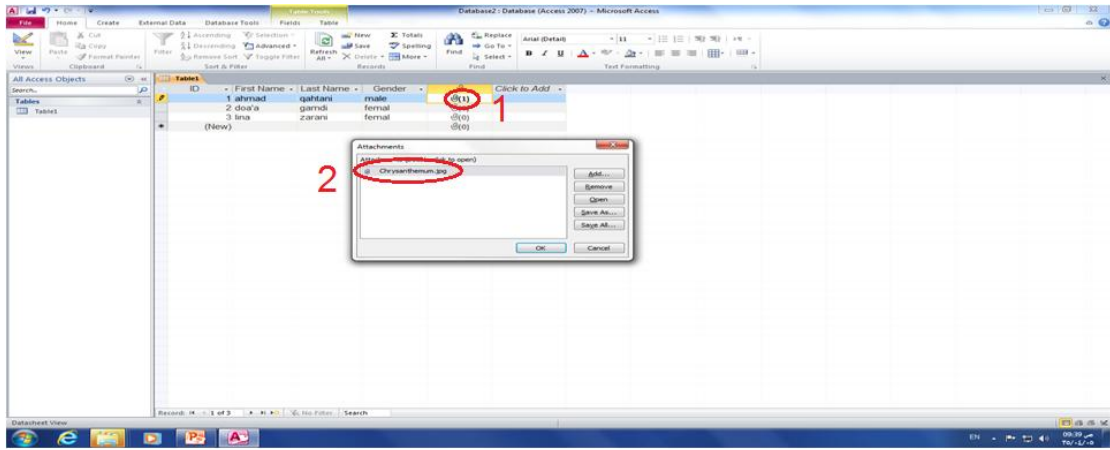 Table Tools
Database2 : Database (Access 2007) - Microsoft Access
File Home Create External Data Database Tools Fields Table
View
Views
Paste
Cut
Copy
Format Painter
Clipboard
Filter
Ascending
Descending
Remove Sort
Selection
Advanced
Toggle Filter
Sort & Filter
Refresh All
New
Save
Delete
Totals
Spelling
More
Records
Find
Replace
Go To
Select
Find
Arial (Detail) 11
B I U A
Text Formatting
All Access Objects
Search...
Tables
Table1
Table1
ID First Name Last Name Gender Click to Add
1 ahmad qahtani male (1)
2 doa'a gamdi femal
3 lina zarani femal (0)
(New) (0)
1
2
Attachments
Chrysanthemum.jpg
Add...
Remove
Open
Save As...
Save All...
OK Cancel
Record: 1 of 3 No Filter Search
Datasheet View
EN
09:39 ص